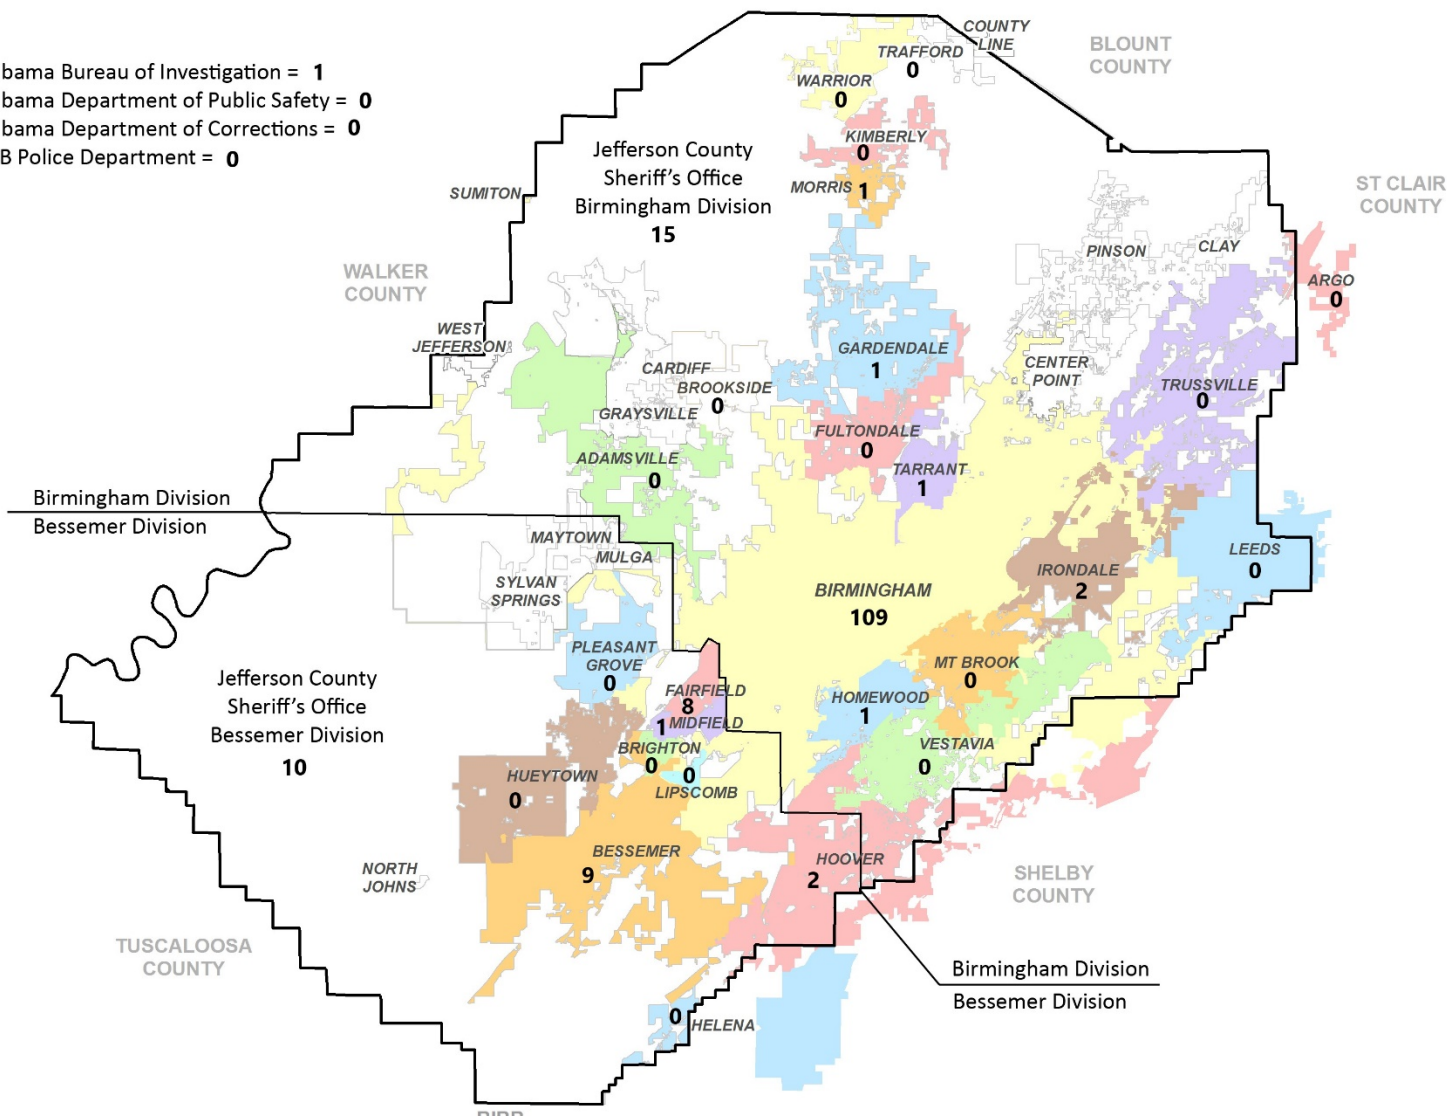 COUNTY
LINE
BLOUNT
COUNTY
TRAFFORD
0
bama Bureau of Investigation = 1
bama Department of Public Safety = 0
bama Department of Corrections = 0
B Police Department = 0
WARRIOR
0
KIMBERLY
0
Jefferson County
Sheriff's Office
Birmingham Division
15
MORRIS 1
SUMITON
ST CLAIR
COUNTY
PINSON
CLAY
WALKER
COUNTY
ARGO
0
WEST
JEFFERSON
GARDENDALE
1
CARDIFF
BROOKSIDE
0
CENTER
POINT
TRUSSVILLE
0
GRAYSVILLE
FULTONDALE
0
ADAMSVILLE
0
TARRANT
1
Birmingham Division
Bessemer Division
MAYTOWN
MULGA
SYLVAN
SPRINGS
LEEDS
0
IRONDALE
2
BIRMINGHAM
109
PLEASANT
GROVE
0
MT BROOK
0
Jefferson County
Sheriff's Office
Bessemer Division
10
FAIRFIELD
8
1 MIDFIELD
HOMEWOOD
1
BRIGHTON
0
0
LIPSCOMB
VESTAVIA
0
HUEYTOWN
0
BESSEMER
9
HOOVER
2
NORTH
JOHNS
SHELBY
COUNTY
TUSCALOOSA
COUNTY
Birmingham Division
Bessemer Division
0 HELENA
BIBB